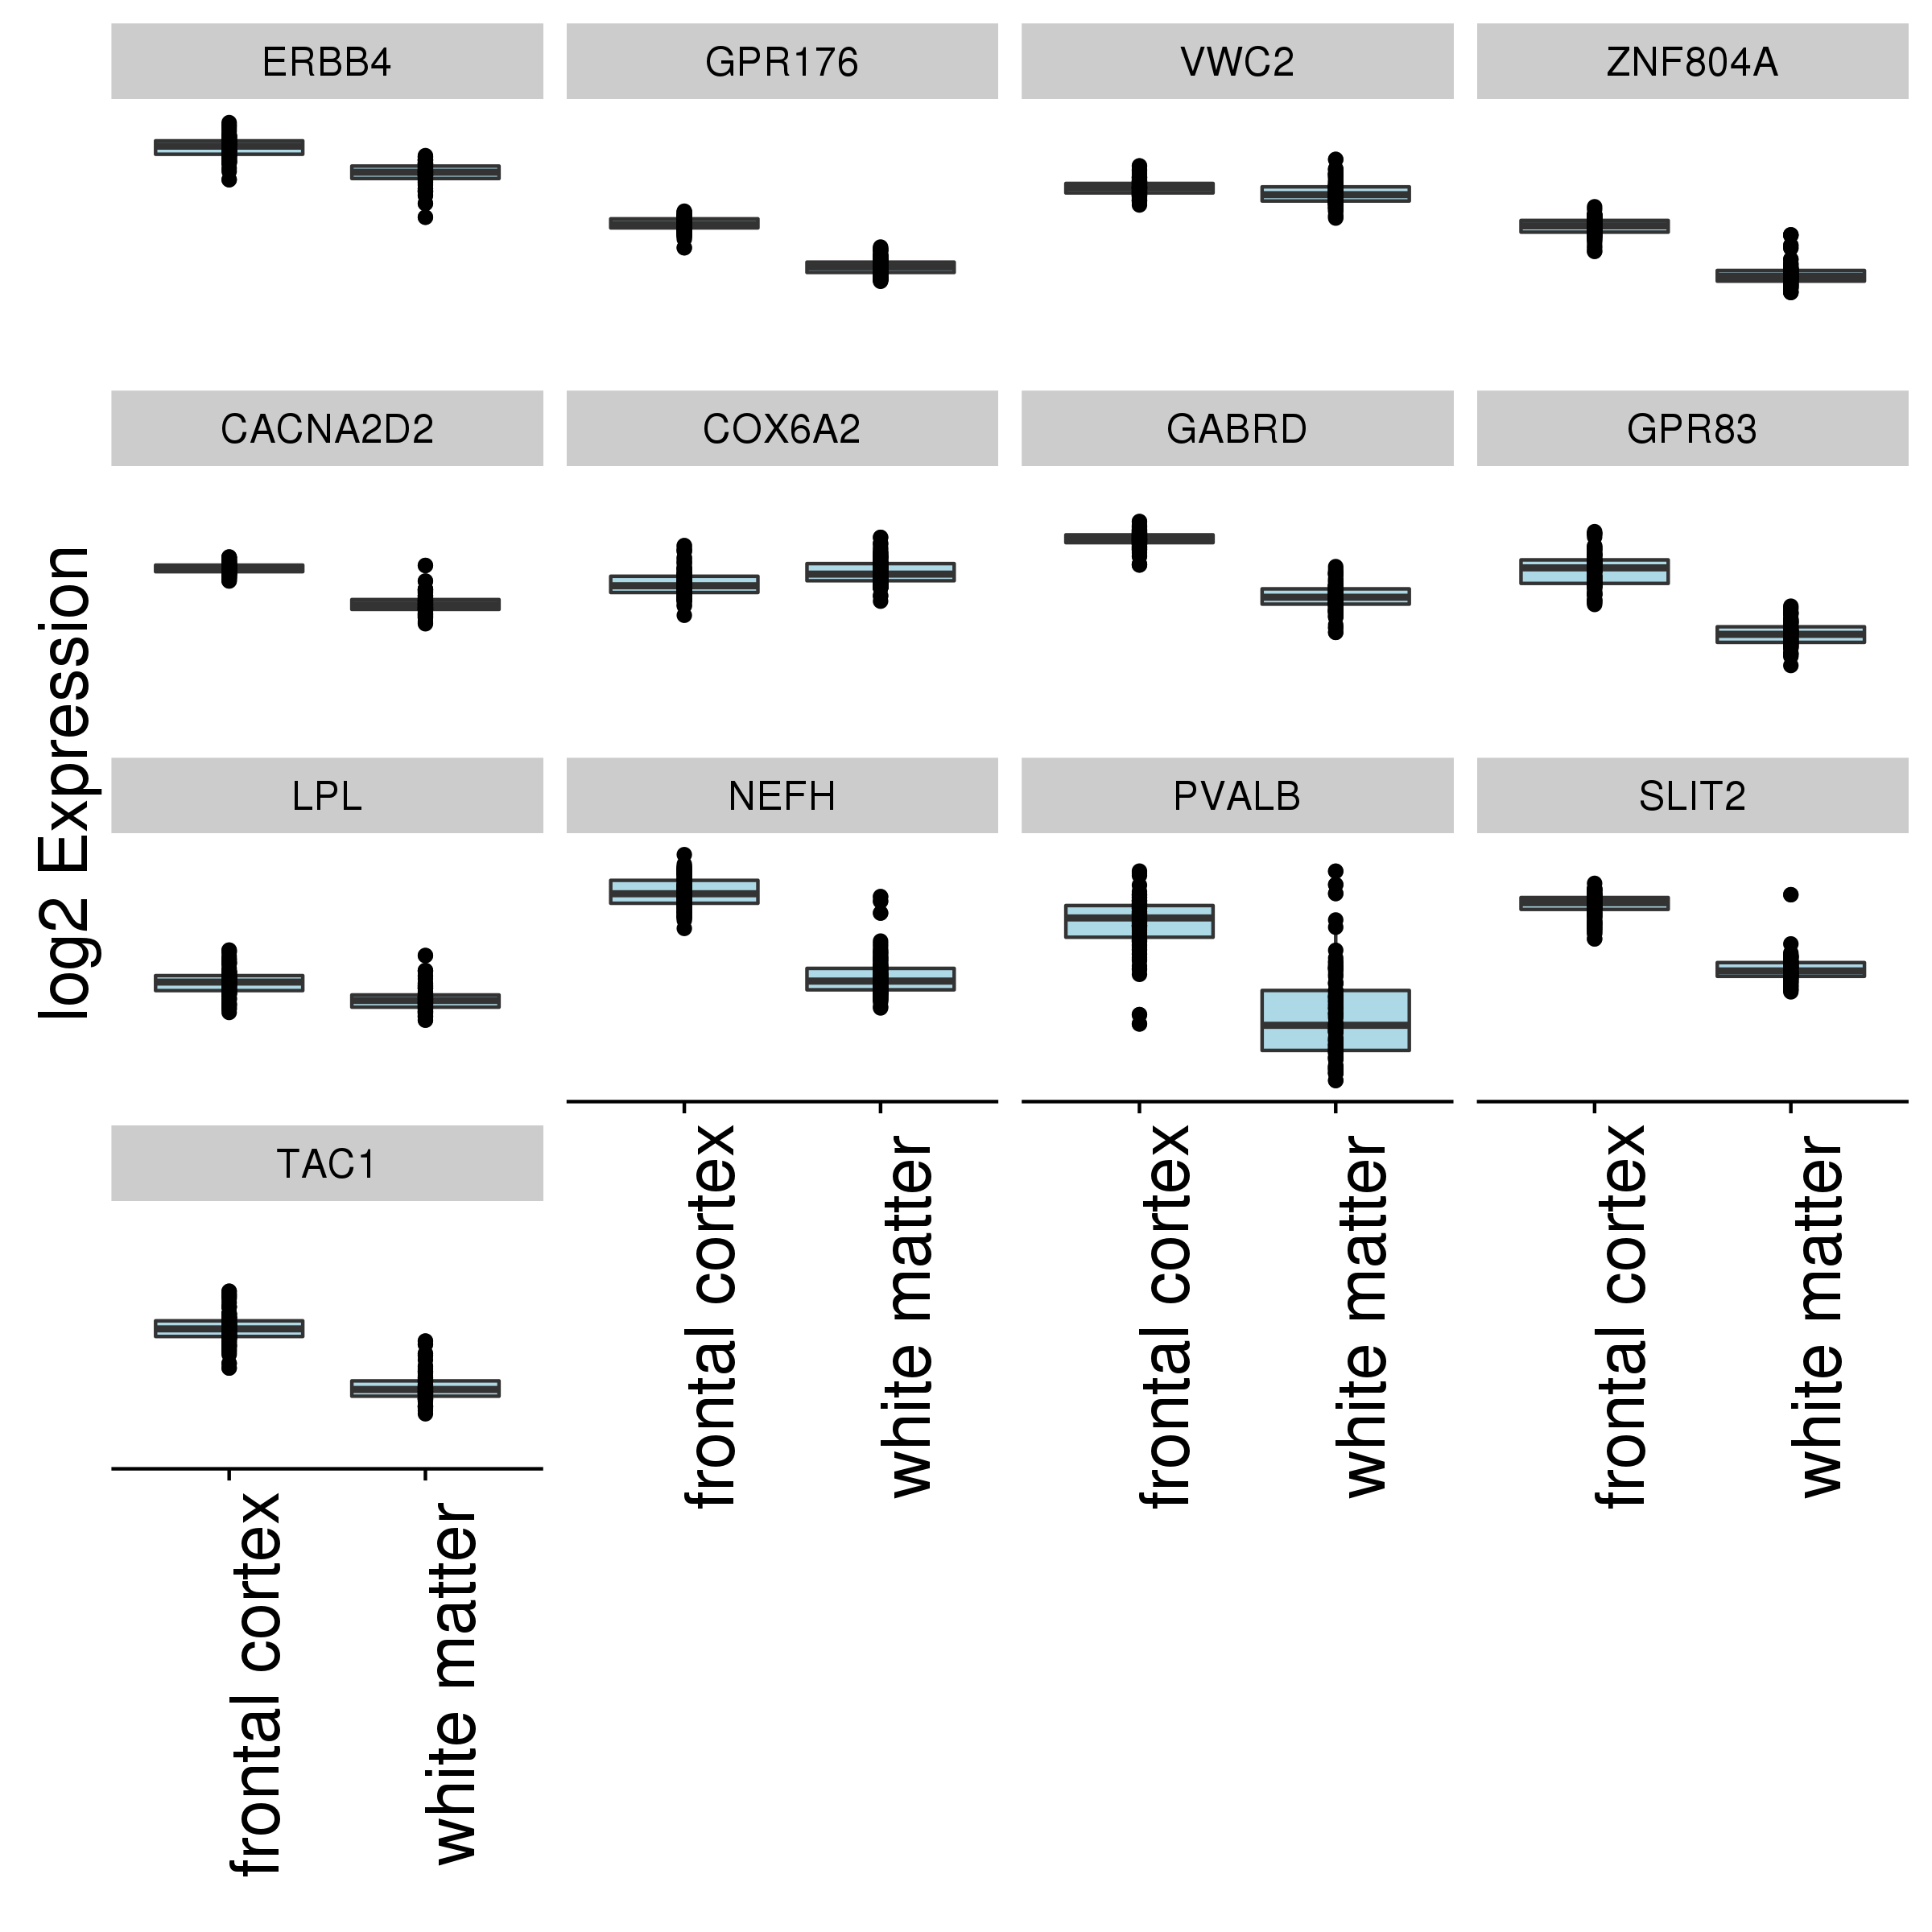 ERBB4
GPR176
VWC2
ZNF804A
CACNA2D2
COX6A2
GABRD
GPR83
LPL
NEFH
PVALB
SLIT2
TAC1
log2 Expression
frontal cortex
white matter
frontal cortex
white matter
frontal cortex
white matter
frontal cortex
white matter